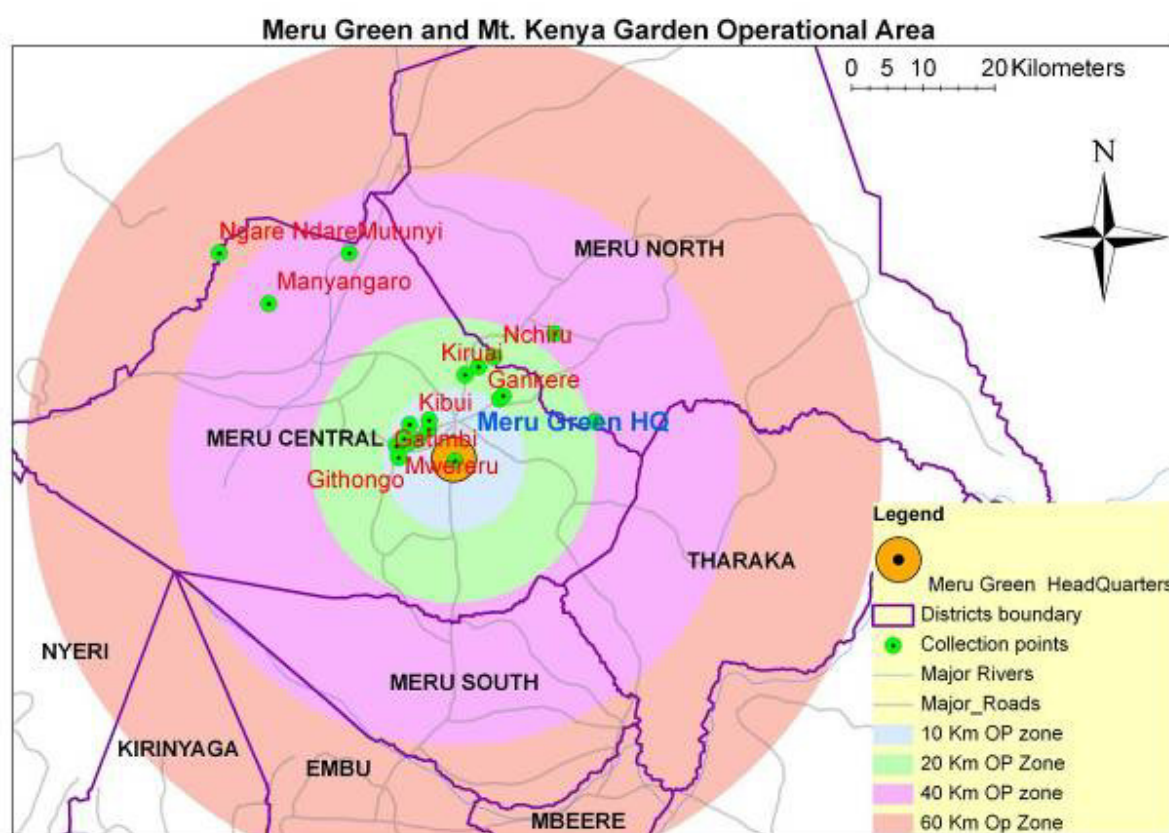 Meru Green and Mt. Kenya Garden Operational Area
0 5 10 20 Kilometers
N
Ngare Ndare Mutunyi
MERU NORTH
Manyangaro
Nchiru
Kiruai
Gankere
Kibui
Meru Green HQ
MERU CENTRAL
Gatimbi
Mwereru
Githongo
THARAKA
NYERI
MERU SOUTH
KIRINYAGA
EMBU
MBEERE
Legend
Meru Green HeadQuarters
Districts boundary
Collection points
Major Rivers
Major_Roads
10 Km OP zone
20 Km OP Zone
40 Km OP zone
60 Km Op Zone